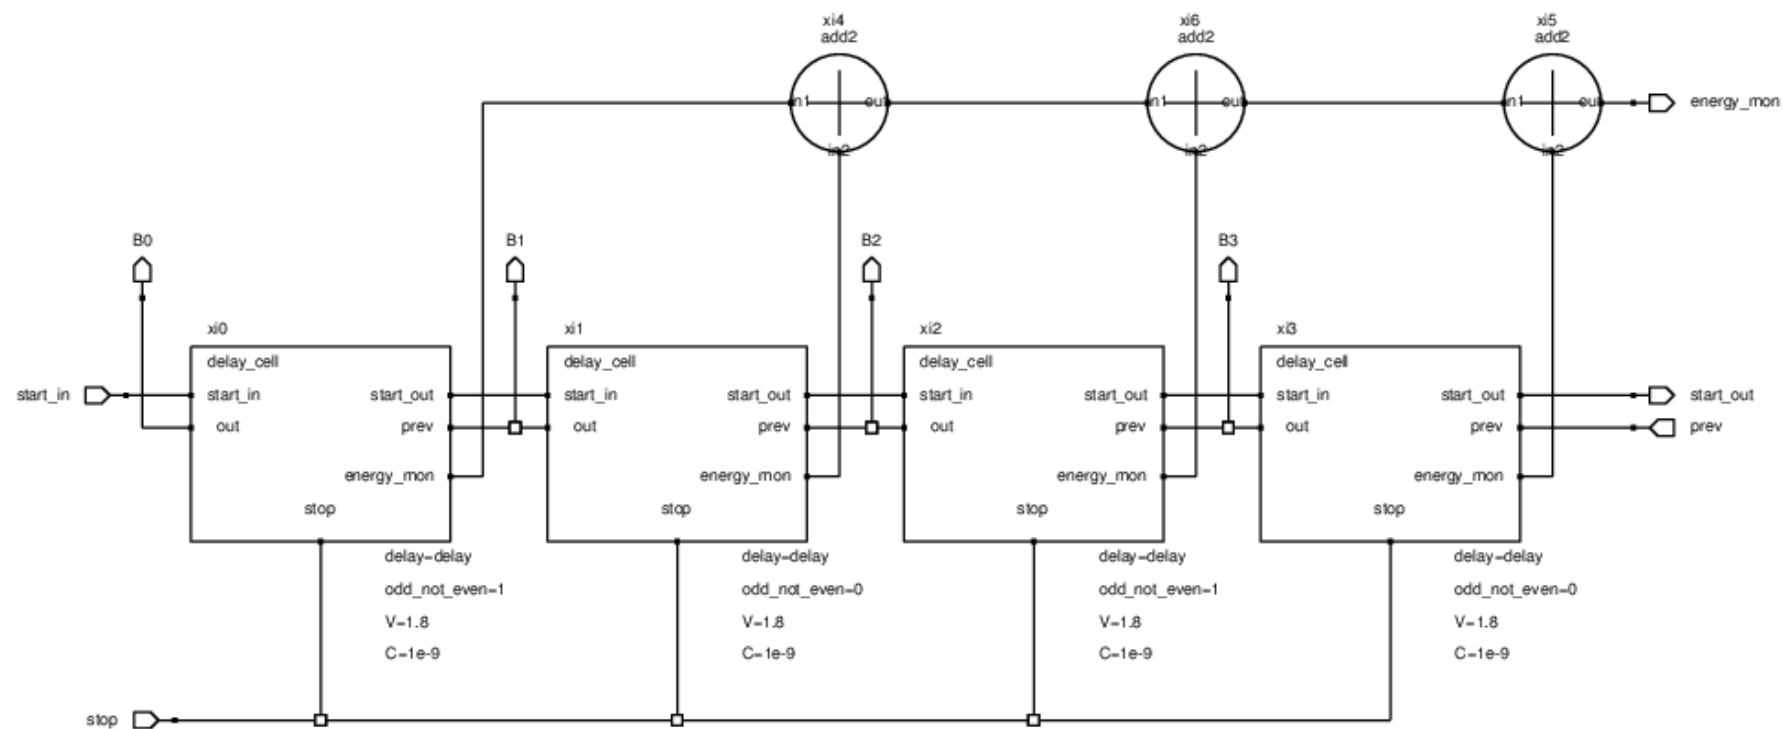 xi4
add2
xi6
add2
xi5
add2
in1
out
in2
in1
out
in2
in1
out
in2
energy_mon
B0
B1
B2
B3
xi0
delay_cell
start_in
start_out
out
prev
energy_mon
stop
xi1
delay_cell
start_in
start_out
out
prev
energy_mon
stop
xi2
delay_cell
start_in
start_out
out
prev
energy_mon
stop
xi3
delay_cell
start_in
start_out
out
prev
energy_mon
stop
start_in
start_out
prev
delay=delay
odd_not_even=1
V=1.8
C=1e-9
delay=delay
odd_not_even=0
V=1.8
C=1e-9
delay=delay
odd_not_even=1
V=1.8
C=1e-9
delay=delay
odd_not_even=0
V=1.8
C=1e-9
stop